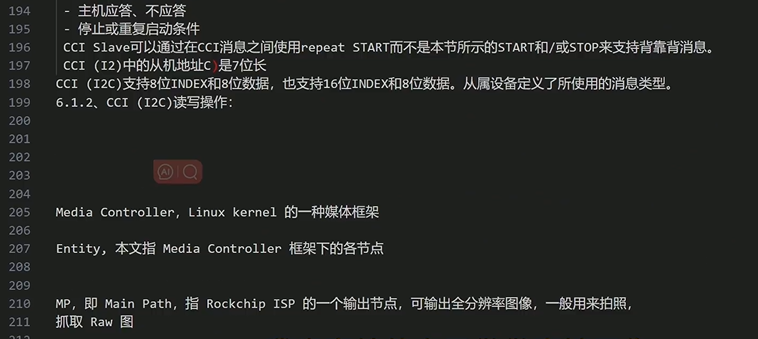 194 - 主机应答、不应答
195 - 停止或重复启动条件
196 CCI Slave可以通过在CCI消息之间使用repeat START而不是本节所示的START和/或STOP来支持背靠背消息。
197 CCI (I2)中的从机地址C)是7位长
198 CCI (I2C)支持8位INDEX和8位数据，也支持16位INDEX和8位数据。从属设备定义了所使用的消息类型。
199 6.1.2、CCI (I2C)读写操作：
200
201
202
203
AI
204
205 Media Controller，Linux kernel 的一种媒体框架
206
207 Entity，本文指 Media Controller 框架下的各节点
208
209
210 MP，即 Main Path，指 Rockchip ISP 的一个输出节点，可输出全分辨率图像，一般用来拍照，
211 抓取 Raw 图
212